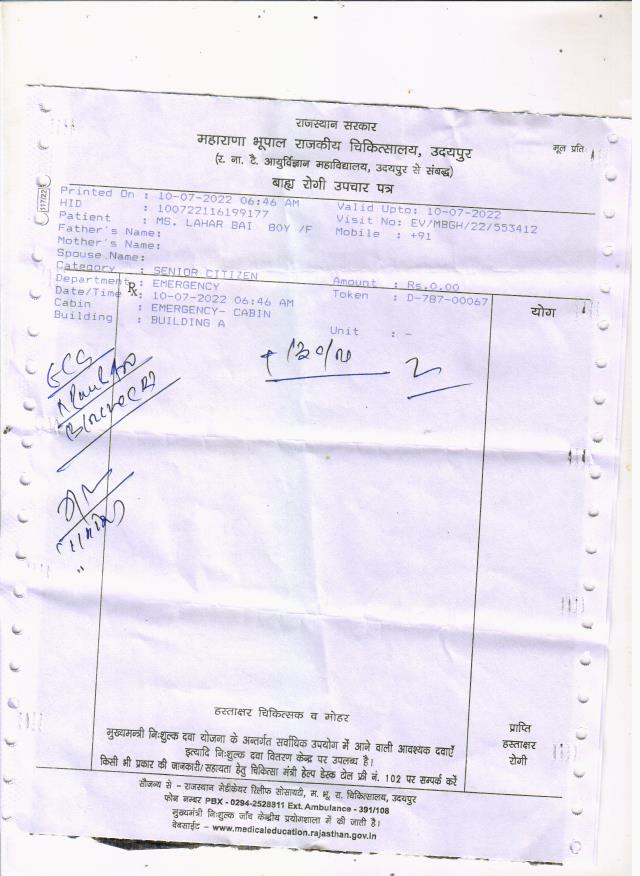 राजस्थान सरकार
महाराणा भूपाल राजकीय चिकित्सालय, उदयपुर
मूल प्रति
(र. ना. टै. आयुर्विज्ञान महाविद्यालय, उदयपुर से संबद्ध)
बाह्य रोगी उपचार पत्र
Printed On : 10-07-2022 06:46 AM Valid Upto: 10-07-2022
HID : 100722116199177 Visit No: EV/MBGH/22/553412
Patient : MS. LAHAR BAI 80Y /F Mobile : +91
Father's Name:
Mother's Name:
Spouse Name:
Category : SENIOR CITIZEN Amount : Rs.0.00
Department : EMERGENCY Token : D-787-00067
Date/Time : 10-07-2022 06:46 AM
Cabin : EMERGENCY- CABIN
Building : BUILDING A Unit : -
Rx
योग
ECG
हस्ताक्षर चिकित्सक व मोहर
मुख्यमन्त्री निःशुल्क दवा योजना के अन्तर्गत सर्वाधिक उपयोग में आने वाली आवश्यक दवाएँ
इत्यादि निःशुल्क दवा वितरण केन्द्र पर उपलब्ध है।
किसी भी प्रकार की जानकारी/सहायता हेतु चिकित्सा मंत्री हेल्प डेस्क टोल फ्री नं. 102 पर सम्पर्क करें
प्राप्ति
हस्ताक्षर
रोगी
सौजन्य से - राजस्थान मेडीकेयर रिलीफ सोसायटी, म. भू. रा. चिकित्सालय, उदयपुर
फोन नम्बर PBX - 0294-2528811 Ext. Ambulance - 391/108
मुख्यमंत्री निःशुल्क जाँच केन्द्रीय प्रयोगशाला में की जाती है।
वेबसाईट - www.medicaleducation.rajasthan.gov.in